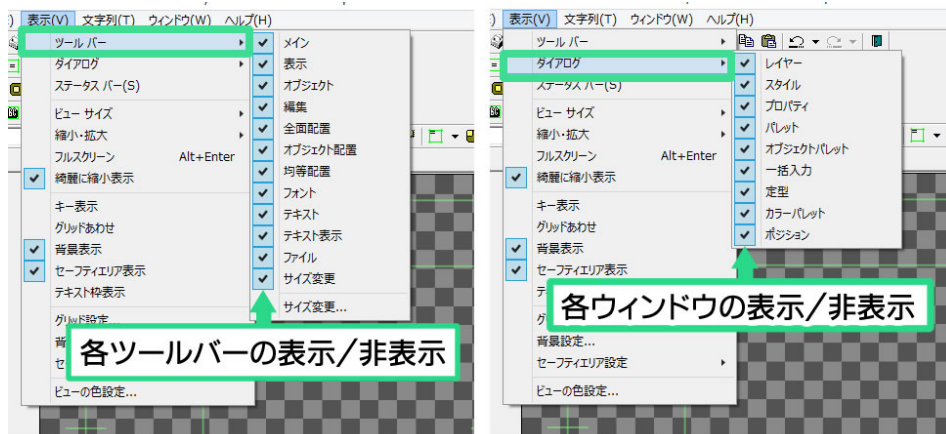 表示(V) 文字列(T) ウィンドウ(W) ヘルプ(H)
ツール バー
ダイアログ
ステータス バー(S)
ビュー サイズ
縮小・拡大
フルスクリーン Alt+Enter
綺麗に縮小表示
キー表示
グリッドあわせ
背景表示
セーフティエリア表示
テキスト枠表示
グリッド設定...
ビューの色設定...
メイン
表示
オブジェクト
編集
全面配置
オブジェクト配置
均等配置
フォント
テキスト
テキスト表示
ファイル
サイズ変更
サイズ変更...
各ツールバーの表示/非表示
表示(V) 文字列(T) ウィンドウ(W) ヘルプ(H)
ツール バー
ダイアログ
ステータス バー(S)
ビュー サイズ
縮小・拡大
フルスクリーン Alt+Enter
綺麗に縮小表示
キー表示
グリッドあわせ
背景表示
セーフティエリア表示
背景設定...
セーフティエリア設定
ビューの色設定...
レイヤー
スタイル
プロパティ
パレット
オブジェクトパレット
一括入力
定型
カラーパレット
ポジション
各ウィンドウの表示/非表示